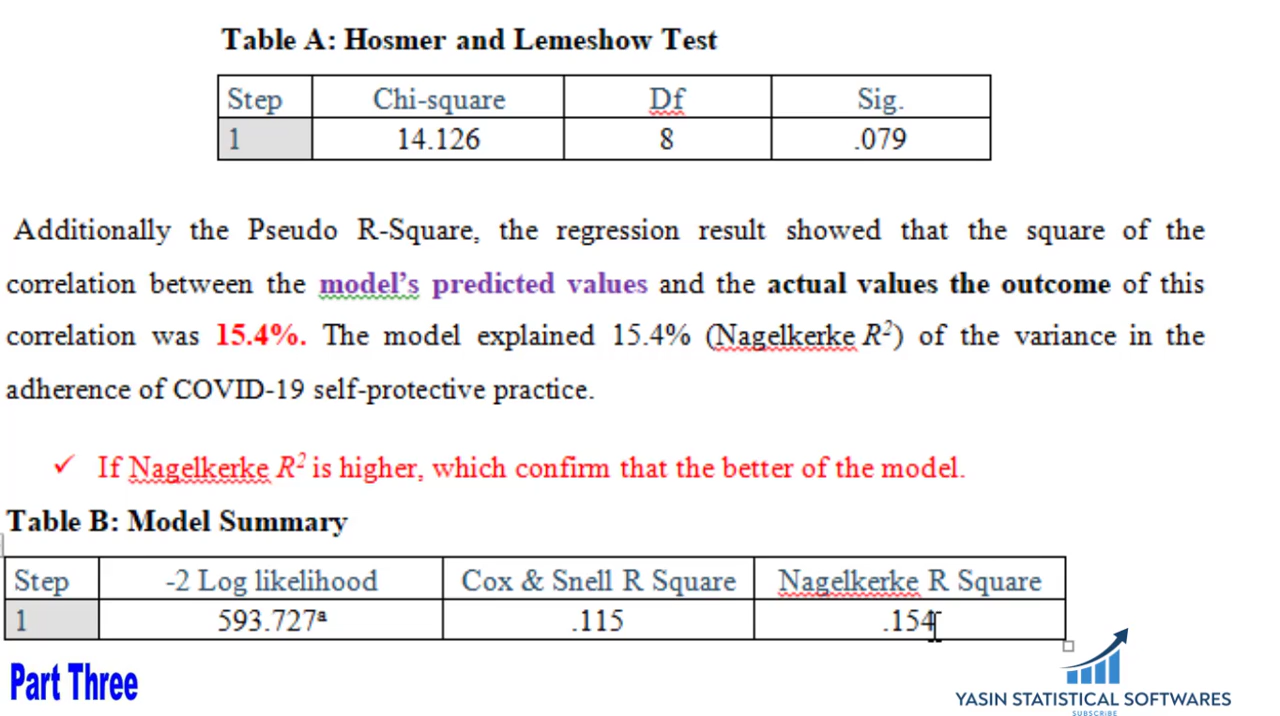 Table A: Hosmer and Lemeshow Test
Step Chi-square Df Sig.
1 14.126 8 .079
Additionally the Pseudo R-Square, the regression result showed that the square of the
correlation between the model's predicted values and the actual values the outcome of this
correlation was 15.4%. The model explained 15.4% (Nagelkerke R²) of the variance in the
adherence of COVID-19 self-protective practice.
✓ If Nagelkerke R² is higher, which confirm that the better of the model.
Table B: Model Summary
Step -2 Log likelihood Cox & Snell R Square Nagelkerke R Square
1 593.727ª .115 .154
Part Three
YASIN STATISTICAL SOFTWARES
SUBSCRIBE